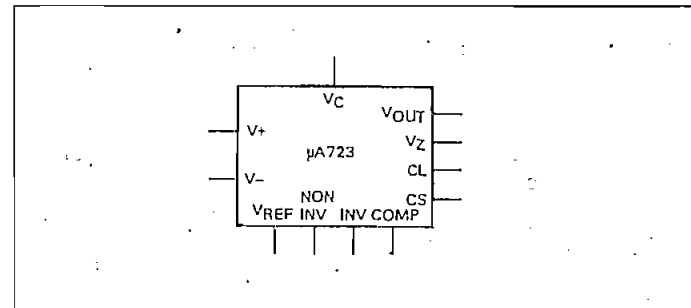 VC
VOUT
V+
VZ
µA723
CL
V–
CS
NON
VREF INV INV COMP